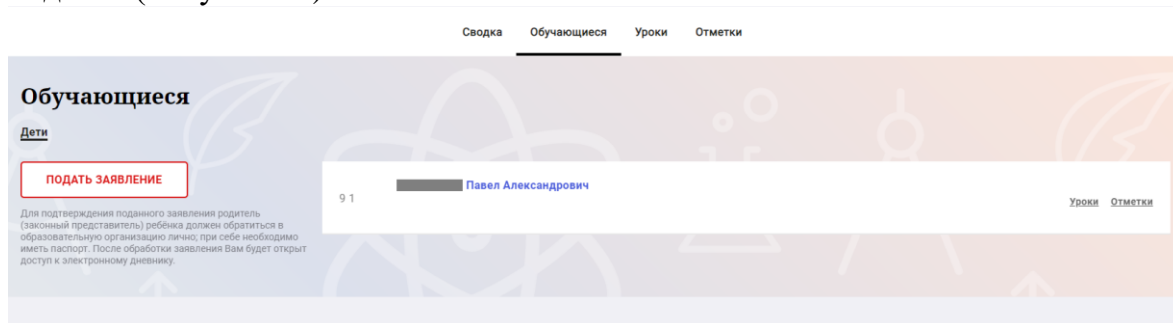 Сводка Обучающиеся Уроки Отметки
Обучающиеся
Дети
ПОДАТЬ ЗАЯВЛЕНИЕ
Для подтверждения поданного заявления родитель
(законный представитель) ребёнка должен обратиться в
образовательную организацию лично; при себе необходимо
иметь паспорт. После обработки заявления Вам будет открыт
доступ к электронному дневнику.
9 1
Павел Александрович
Уроки Отметки